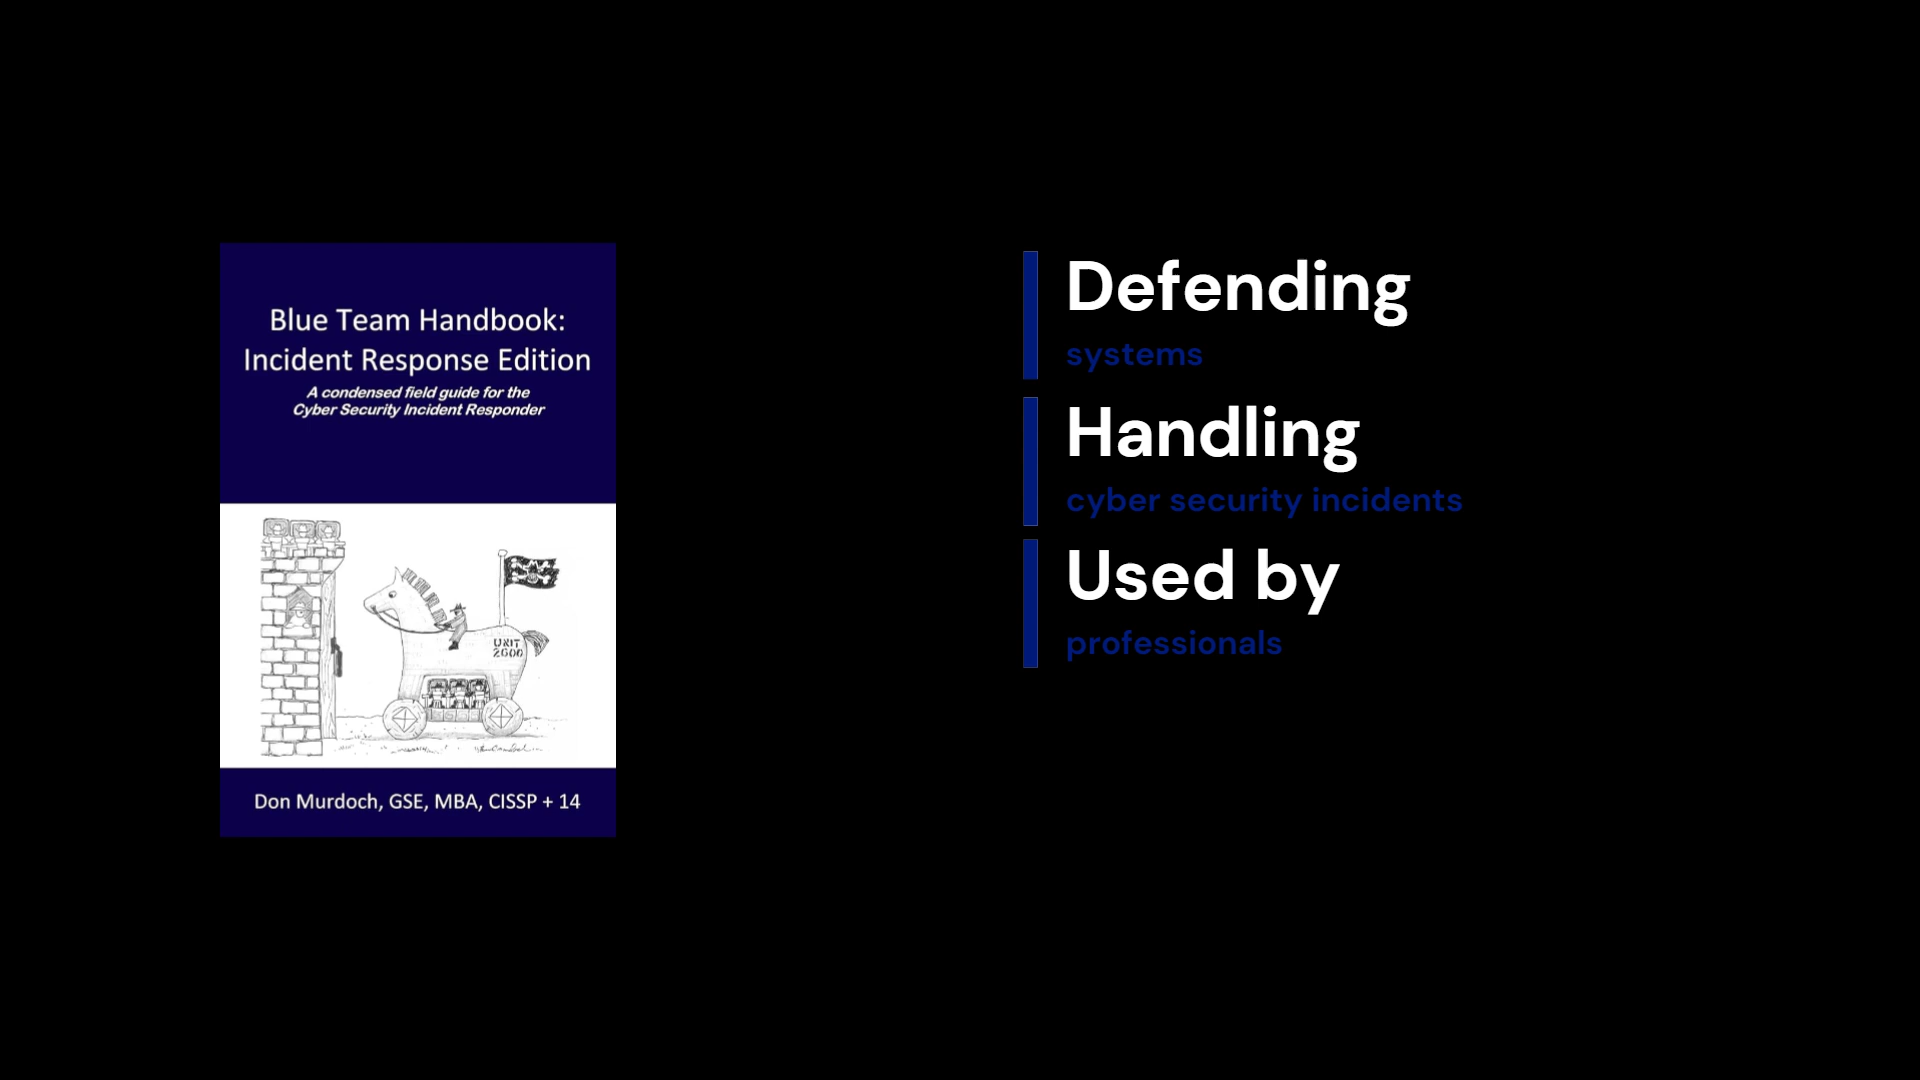 Blue Team Handbook:
Incident Response Edition
A condensed field guide for the
Cyber Security Incident Responder
UNIT
2600
Don Murdoch, GSE, MBA, CISSP + 14
Defending
systems
Handling
cyber security incidents
Used by
professionals